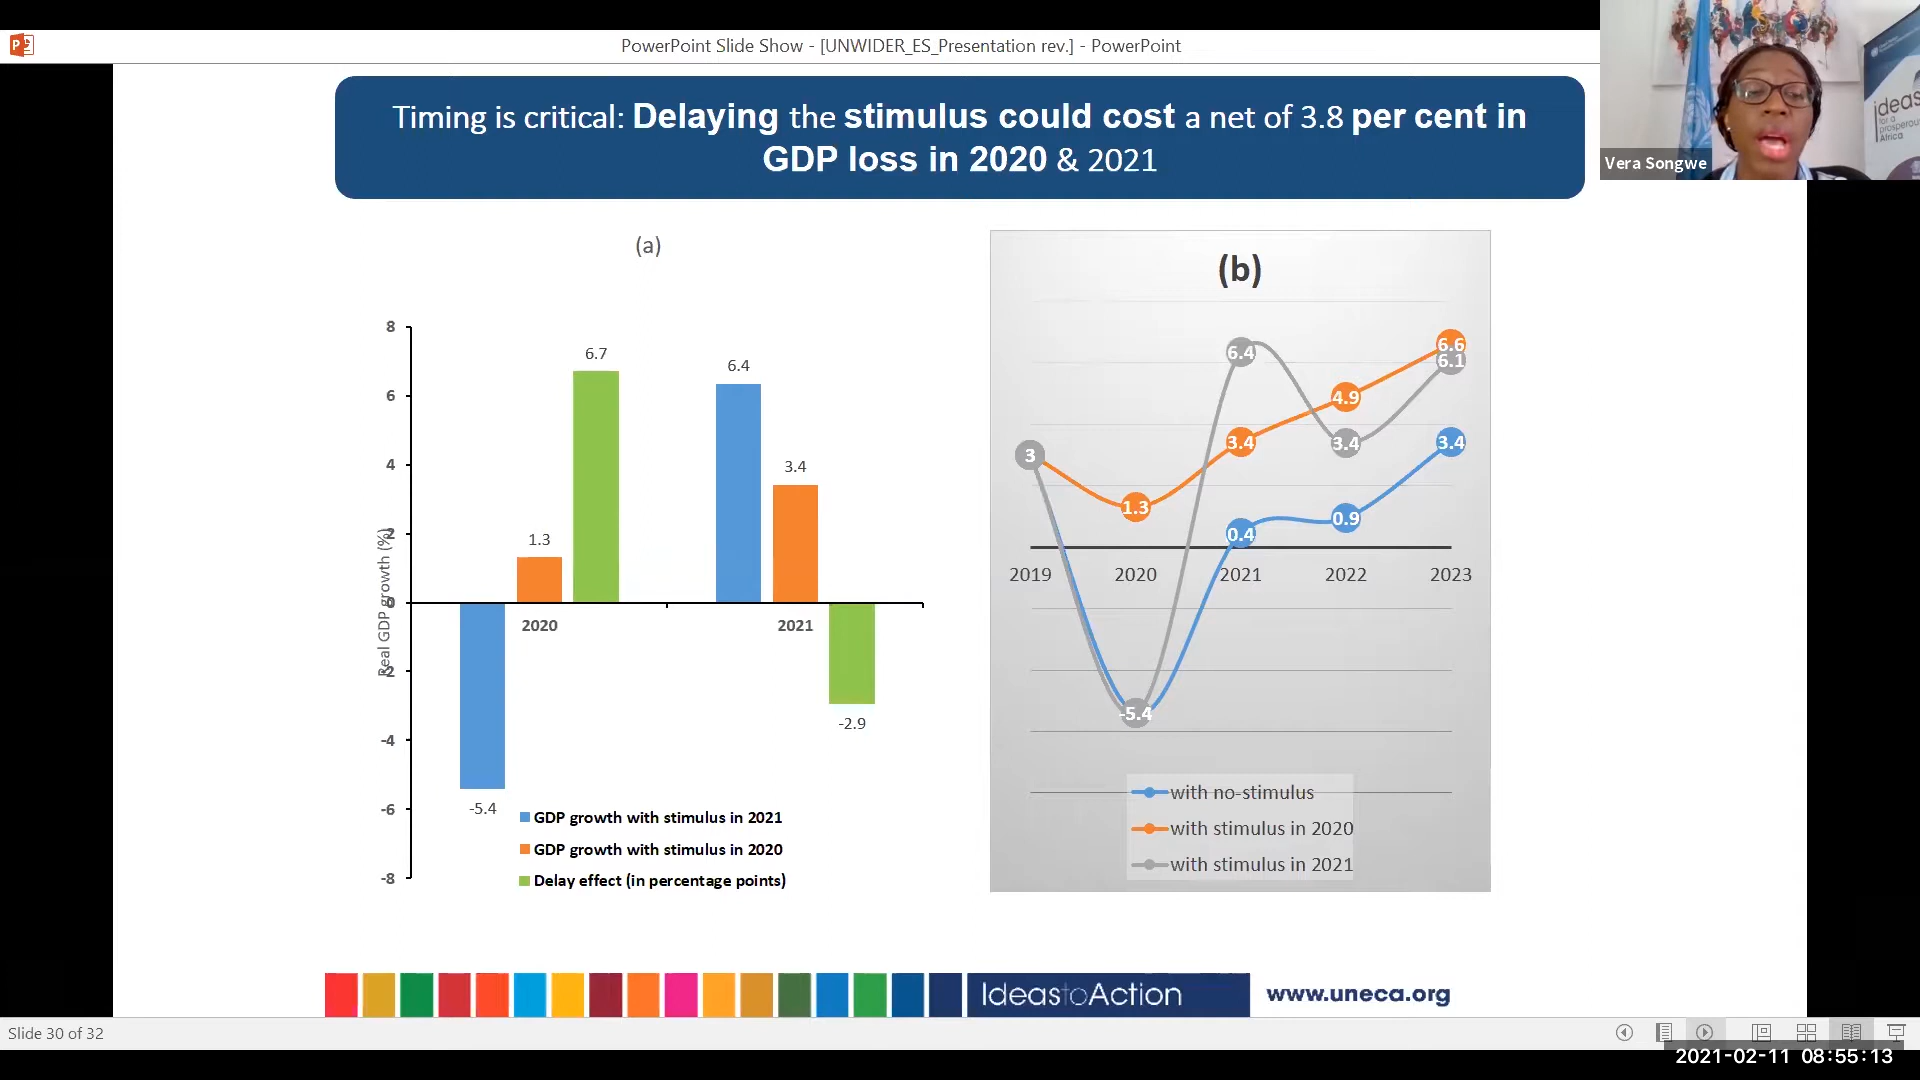 PowerPoint Slide Show - [UNWIDER_ES_Presentation rev.] - PowerPoint
Timing is critical: Delaying the stimulus could cost a net of 3.8 per cent in
GDP loss in 2020 & 2021
ideas
for a
prosperous
Africa
Vera Songwe
(a)
Real GDP growth (%)
8
6
4
2
0
-2
-4
-6
-8
6.7
1.3
-5.4
2020
6.4
3.4
-2.9
2021
GDP growth with stimulus in 2021
GDP growth with stimulus in 2020
Delay effect (in percentage points)
(b)
3
1.3
-5.4
6.4
3.4
0.4
4.9
3.4
0.9
6.6
6.1
3.4
2019 2020 2021 2022 2023
with no-stimulus
with stimulus in 2020
with stimulus in 2021
IdeastoAction
www.uneca.org
Slide 30 of 32
2021-02-11 08:55:13